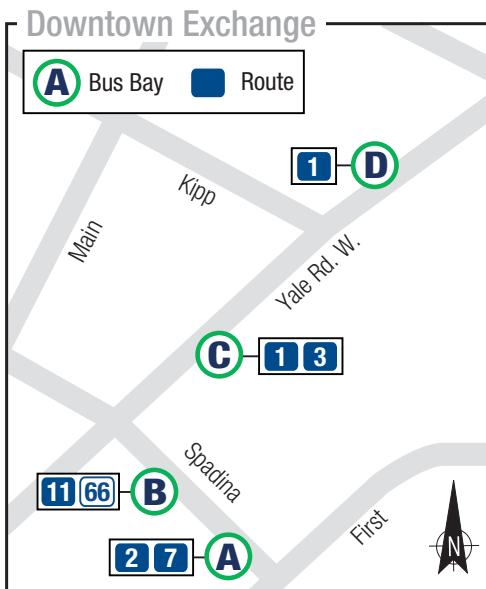 Downtown Exchange
A Bus Bay Route
1 D
Kipp
Main
Yale Rd. W.
C 1 3
Spadina
11 66 B
First
2 7 A
N